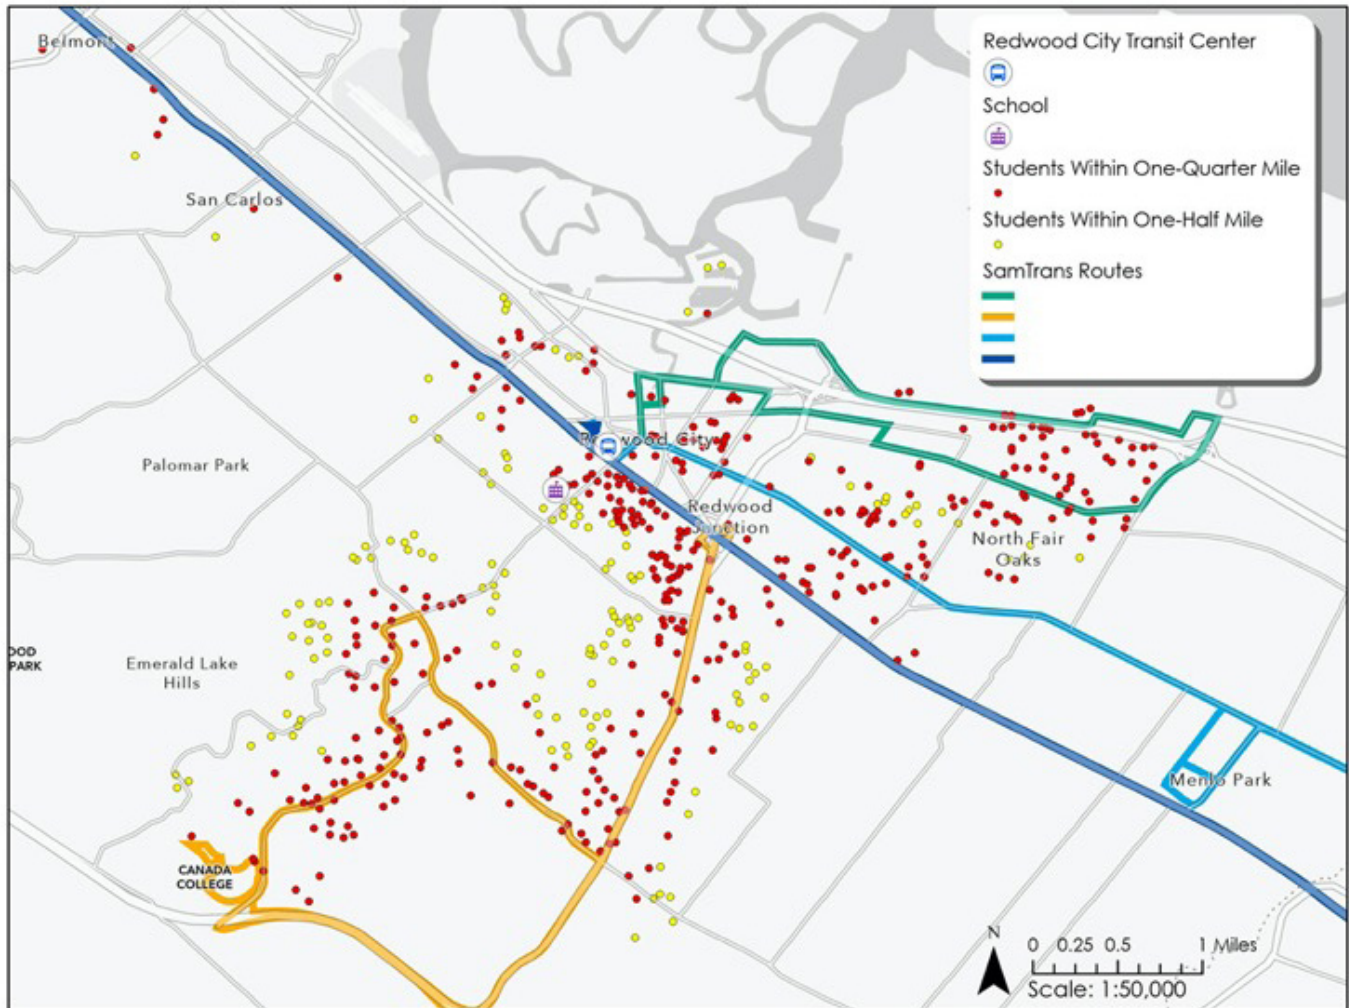 Belmont
San Carlos
Palomar Park
Redwood City
Redwood
Junction
North Fair
Oaks
OOD
PARK
Emerald Lake
Hills
CANADA
COLLEGE
Menlo Park
Redwood City Transit Center
School
Students Within One-Quarter Mile
Students Within One-Half Mile
SamTrans Routes
N
0 0.25 0.5 1 Miles
Scale: 1:50,000